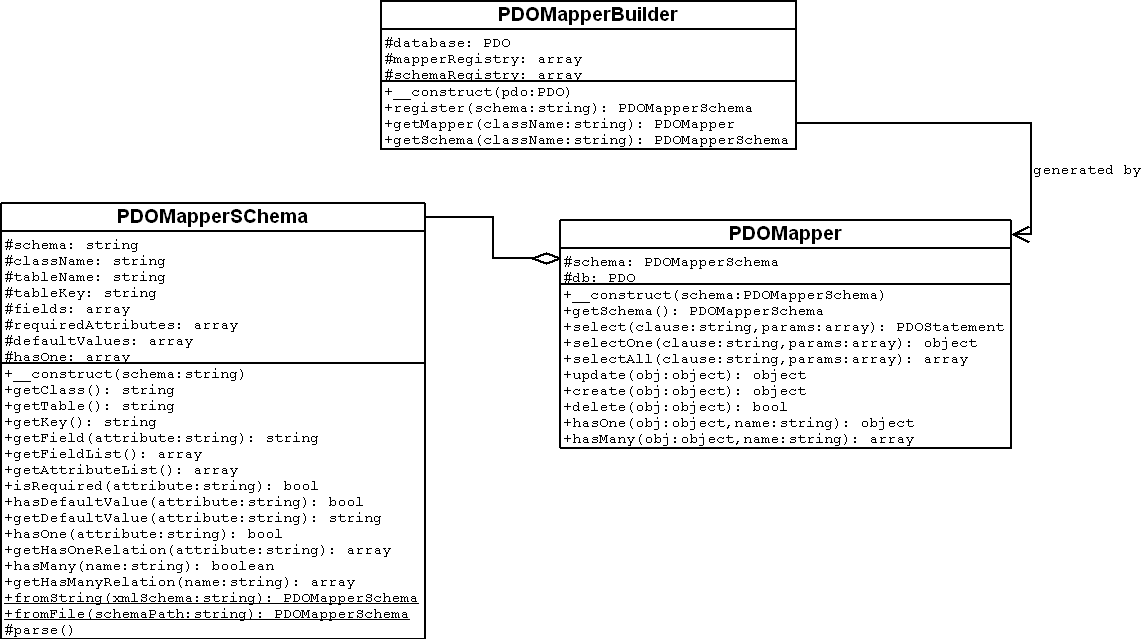 PDOMapperBuilder
#database: PDO
#mapperRegistry: array
#schemaRegistry: array
+__construct(pdo:PDO)
+register(schema:string): PDOMapperSchema
+getMapper(className:string): PDOMapper
+getSchema(className:string): PDOMapperSchema
generated by
PDOMapperSChema
#schema: string
#className: string
#tableName: string
#tableKey: string
#fields: array
#requiredAttributes: array
#defaultValues: array
#hasOne: array
+__construct(schema:string)
+getClass(): string
+getTable(): string
+getKey(): string
+getField(attribute:string): string
+getFieldList(): array
+getAttributeList(): array
+isRequired(attribute:string): bool
+hasDefaultValue(attribute:string): bool
+getDefaultValue(attribute:string): string
+hasOne(attribute:string): bool
+getHasOneRelation(attribute:string): array
+hasMany(name:string): boolean
+getHasManyRelation(name:string): array
+fromString(xmlSchema:string): PDOMapperSchema
+fromFile(schemaPath:string): PDOMapperSchema
#parse()
PDOMapper
#schema: PDOMapperSchema
#db: PDO
+__construct(schema:PDOMapperSchema)
+getSchema(): PDOMapperSchema
+select(clause:string,params:array): PDOStatement
+selectOne(clause:string,params:array): object
+selectAll(clause:string,params:array): array
+update(obj:object): object
+create(obj:object): object
+delete(obj:object): bool
+hasOne(obj:object,name:string): object
+hasMany(obj:object,name:string): array